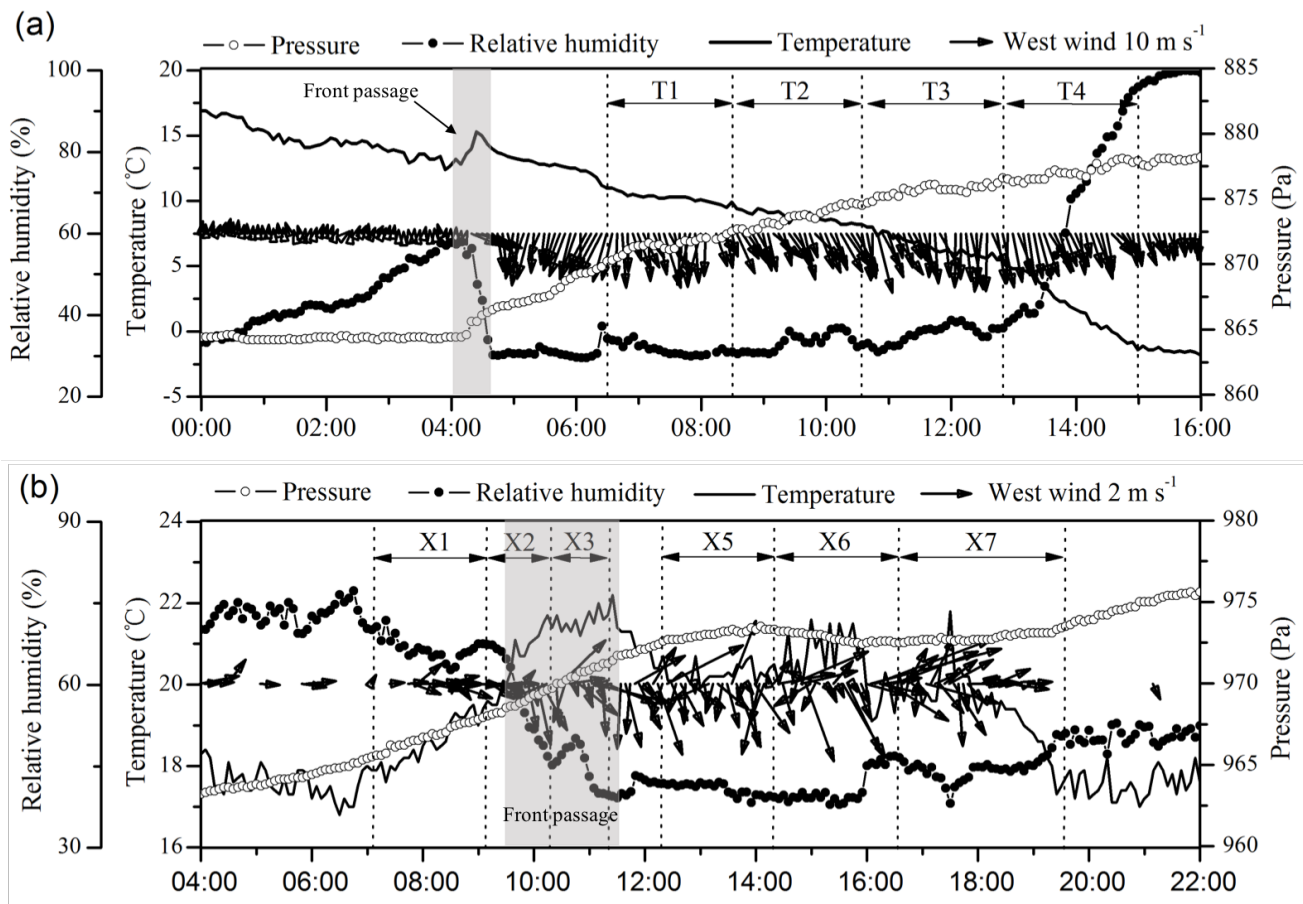 (a)
Pressure Relative humidity Temperature West wind 10 m s⁻¹
Relative humidity (%)
100
80
60
40
20
Temperature (℃)
20
15
10
5
0
-5
Front passage
T1 T2 T3 T4
885
880
875
870
865
860
Pressure (Pa)
00:00 02:00 04:00 06:00 08:00 10:00 12:00 14:00 16:00
(b)
Pressure Relative humidity Temperature West wind 2 m s⁻¹
Relative humidity (%)
90
60
30
Temperature (℃)
24
22
20
18
16
X1 X2 X3 X5 X6 X7
Front passage
980
975
970
965
960
Pressure (Pa)
04:00 06:00 08:00 10:00 12:00 14:00 16:00 18:00 20:00 22:00